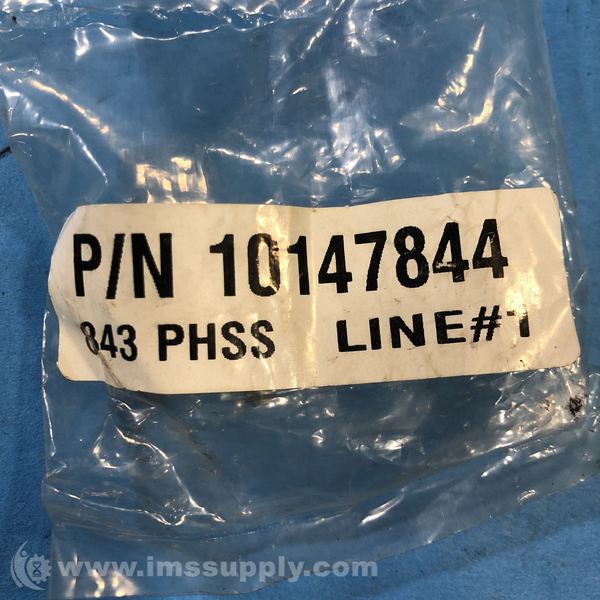 P/N 10147844
843 PHSS LINE#1
www.imssupply.com